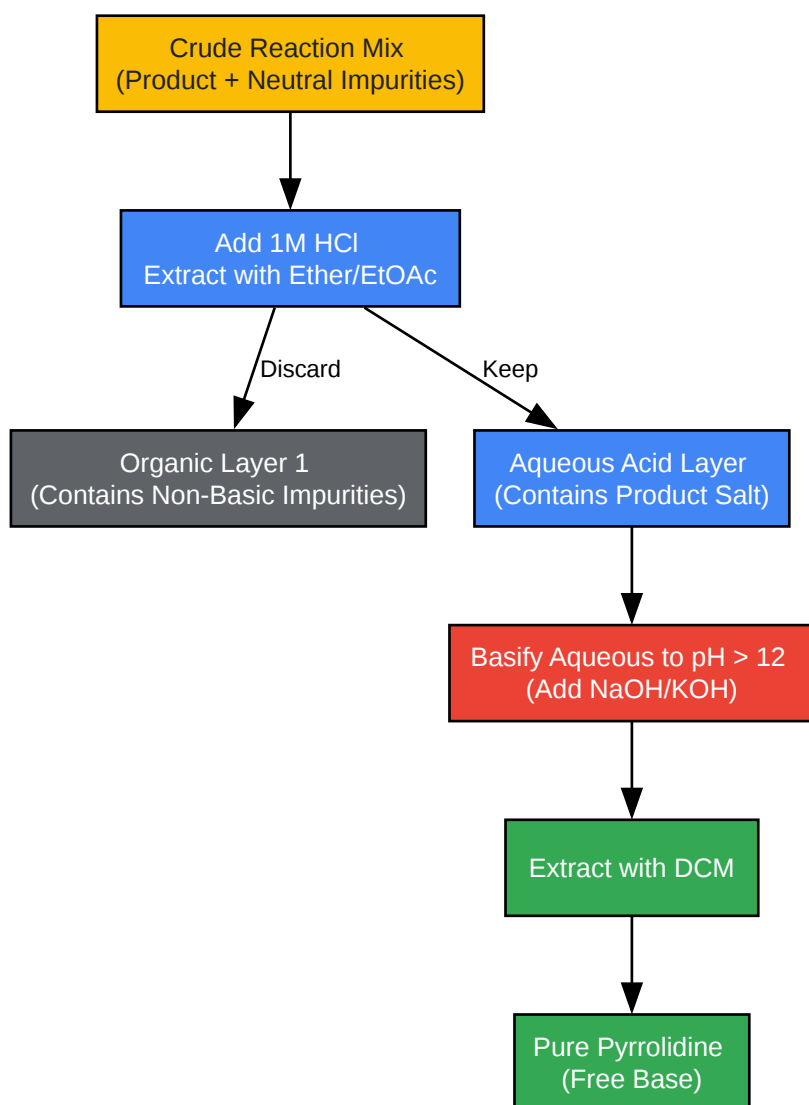 Crude Reaction Mix
(Product + Neutral Impurities)
Add 1M HCl
Extract with Ether/EtOAc
Discard
Keep
Organic Layer 1
(Contains Non-Basic Impurities)
Aqueous Acid Layer
(Contains Product Salt)
Basify Aqueous to pH > 12
(Add NaOH/KOH)
Extract with DCM
Pure Pyrrolidine
(Free Base)